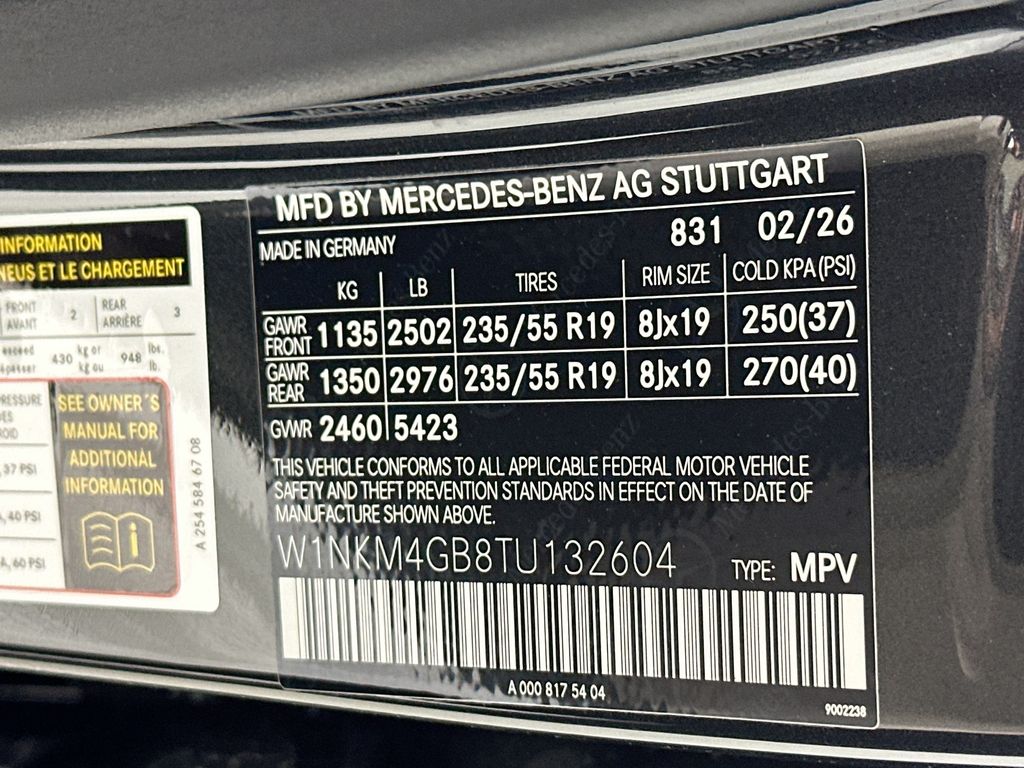 INFORMATION
NEUS ET LE CHARGEMENT
FRONT
AVANT
2
REAR
ARRIÈRE
3
430 kg or
kg ou
948 lbs.
lb.
37 PSI
40 PSI
60 PSI
SEE OWNER´S
MANUAL FOR
ADDITIONAL
INFORMATION
A 254 584 67 08
MFD BY MERCEDES-BENZ AG STUTTGART
MADE IN GERMANY 831 02/26
KG LB TIRES RIM SIZE COLD KPA (PSI)
GAWR FRONT 1135 2502 235/55 R19 8Jx19 250(37)
GAWR REAR 1350 2976 235/55 R19 8Jx19 270(40)
GVWR 2460 5423
THIS VEHICLE CONFORMS TO ALL APPLICABLE FEDERAL MOTOR VEHICLE
SAFETY AND THEFT PREVENTION STANDARDS IN EFFECT ON THE DATE OF
MANUFACTURE SHOWN ABOVE.
W1NKM4GB8TU132604 TYPE: MPV
A 000 817 54 04
9002238